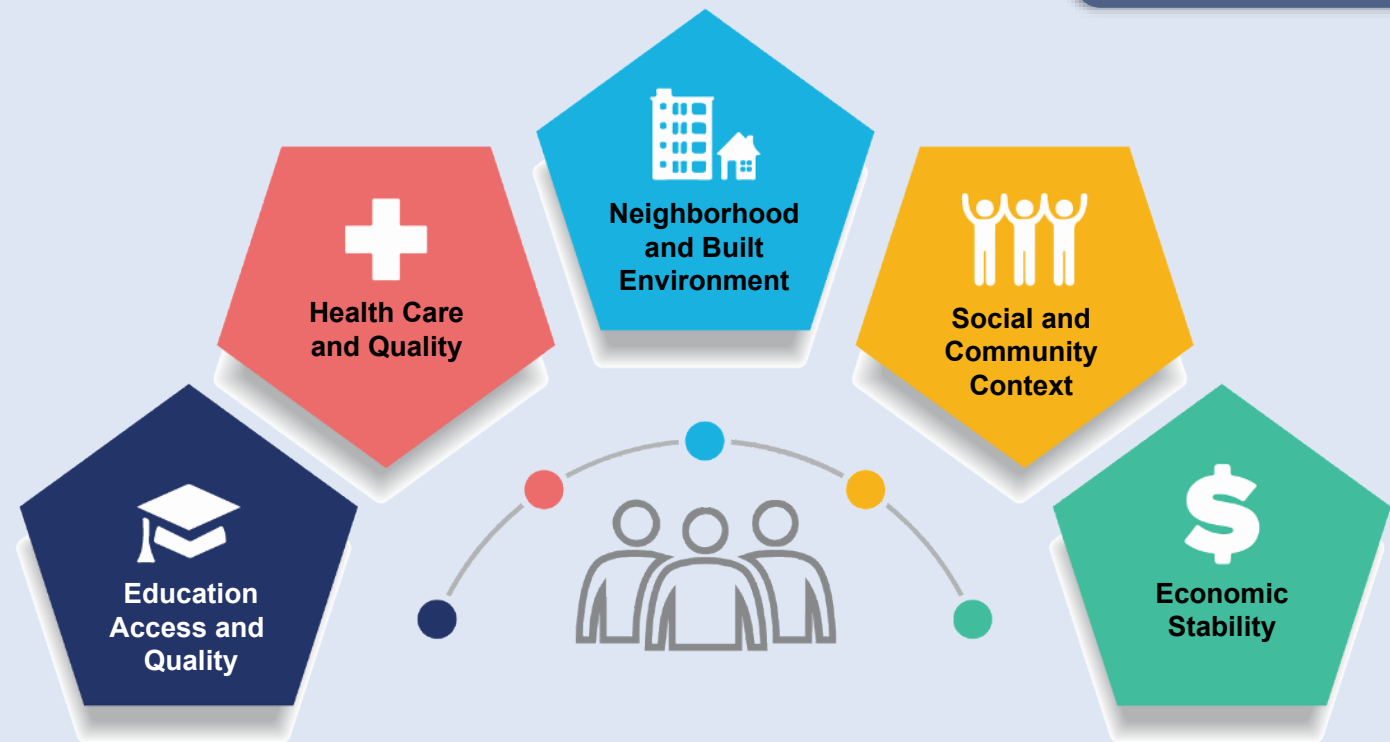 Education
Access and
Quality
Health Care
and Quality
Neighborhood
and Built
Environment
Social and
Community
Context
Economic
Stability